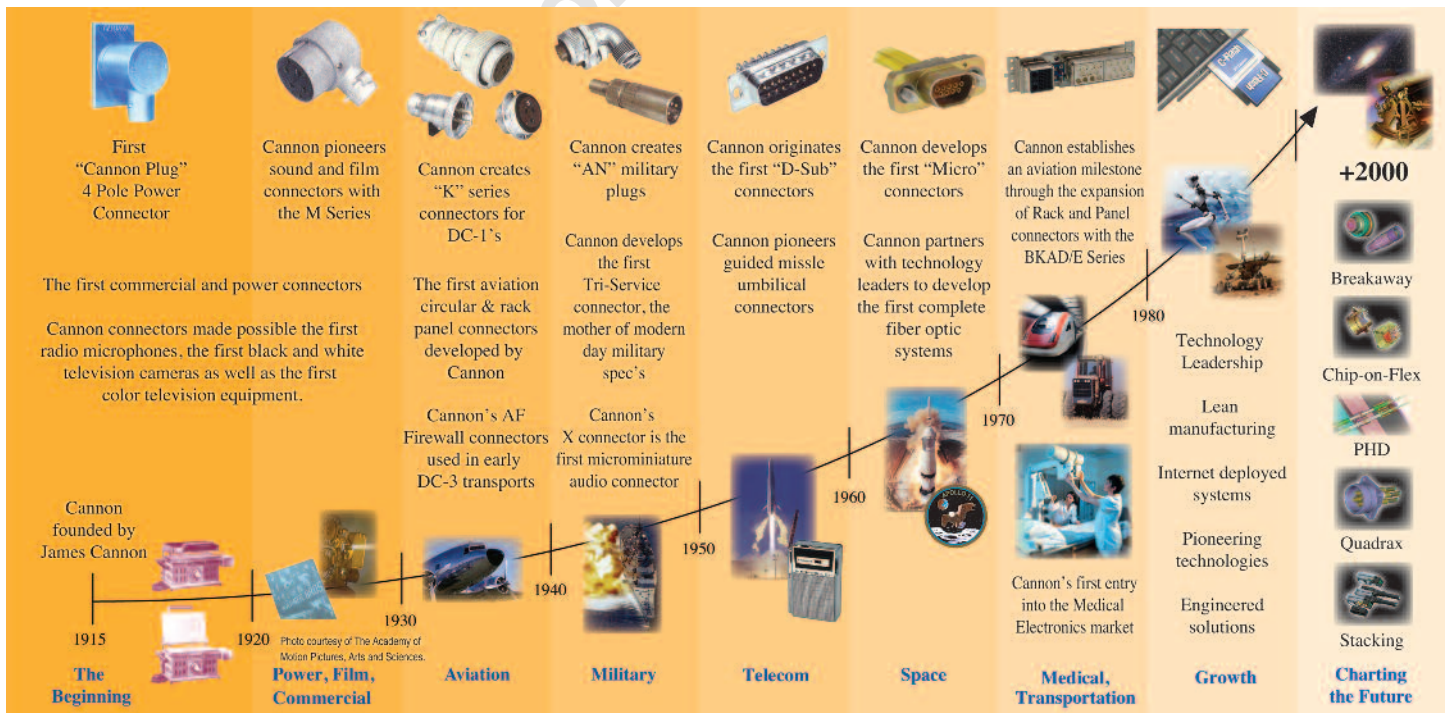 First
“Cannon Plug”
4 Pole Power
Connector
Cannon pioneers
sound and film
connectors with
the M Series
The first commercial and power connectors
Cannon connectors made possible the first
radio microphones, the first black and white
television cameras as well as the first
color television equipment.
Cannon creates
“K” series
connectors for
DC-1’s
The first aviation
circular & rack
panel connectors
developed by
Cannon
Cannon’s AF
Firewall connectors
used in early
DC-3 transports
Cannon creates
“AN” military
plugs
Cannon develops
the first
Tri-Service
connector, the
mother of modern
day military
spec’s
Cannon’s
X connector is the
first microminiature
audio connector
Cannon originates
the first “D-Sub”
connectors
Cannon pioneers
guided missle
umbilical
connectors
Cannon develops
the first “Micro”
connectors
Cannon partners
with technology
leaders to develop
the first complete
fiber optic
systems
APOLLO 11
Cannon establishes
an aviation milestone
through the expansion
of Rack and Panel
connectors with the
BKAD/E Series
Cannon’s first entry
into the Medical
Electronics market
Technology
Leadership
Lean
manufacturing
Internet deployed
systems
Pioneering
technologies
Engineered
solutions
+2000
Breakaway
Chip-on-Flex
PHD
Quadrax
Stacking
Cannon
founded by
James Cannon
1915
1920
1930
1940
1950
1960
1970
1980
Photo courtesy of The Academy of
Motion Pictures, Arts and Sciences.
The
Beginning
Power, Film,
Commercial
Aviation
Military
Telecom
Space
Medical,
Transportation
Growth
Charting
the Future